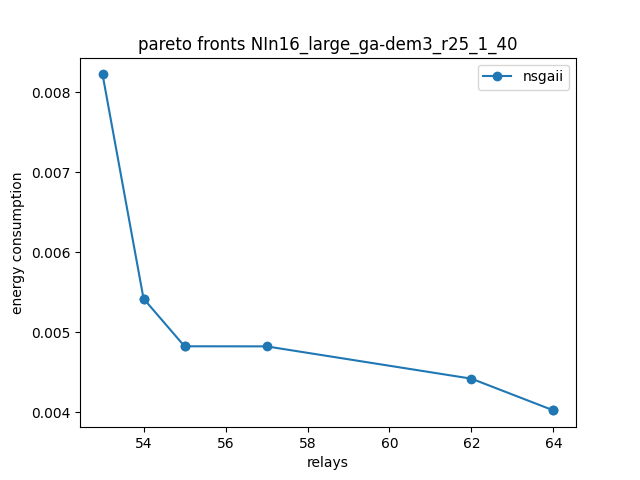 pareto fronts NIn16_large_ga-dem3_r25_1_40
nsgaii
energy consumption
0.008
0.007
0.006
0.005
0.004
54 56 58 60 62 64
relays